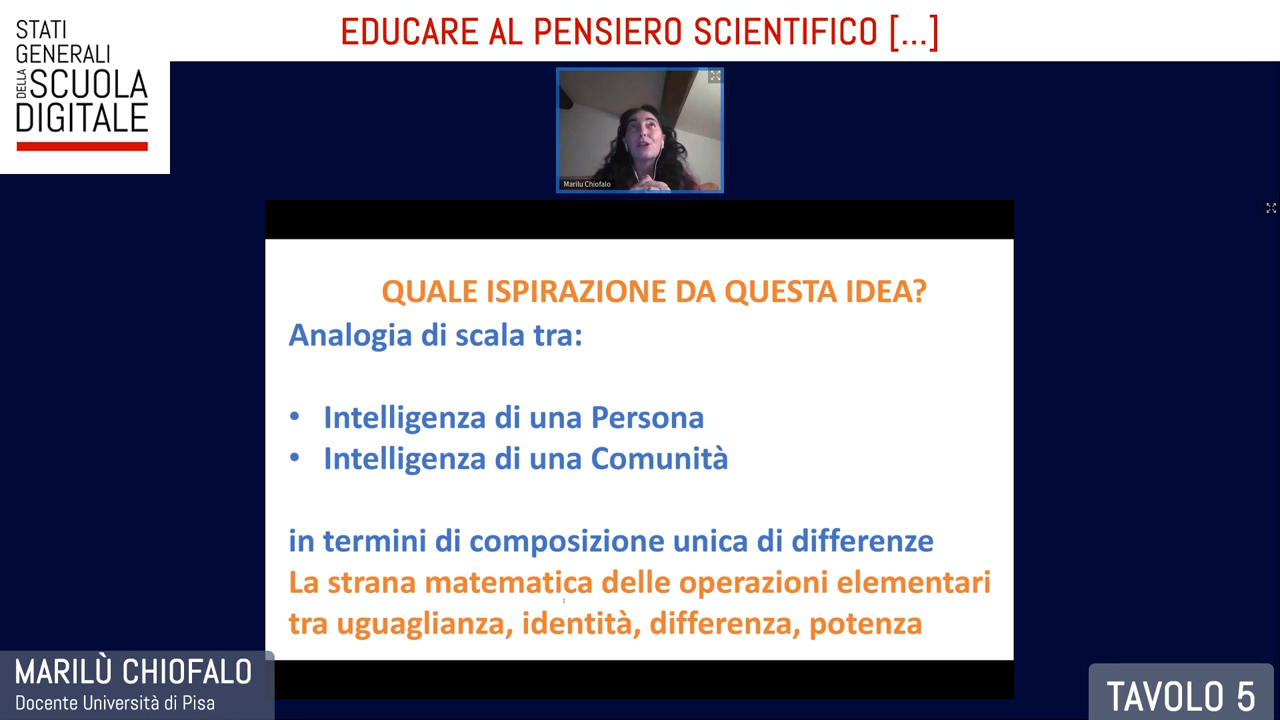 STATI
GENERALI
DELLA SCUOLA
DIGITALE
EDUCARE AL PENSIERO SCIENTIFICO [...]
Marilu Chiofalo
QUALE ISPIRAZIONE DA QUESTA IDEA?
Analogia di scala tra:
• Intelligenza di una Persona
• Intelligenza di una Comunità
in termini di composizione unica di differenze
La strana matematica delle operazioni elementari
tra uguaglianza, identità, differenza, potenza
MARILÙ CHIOFALO
Docente Università di Pisa
TAVOLO 5